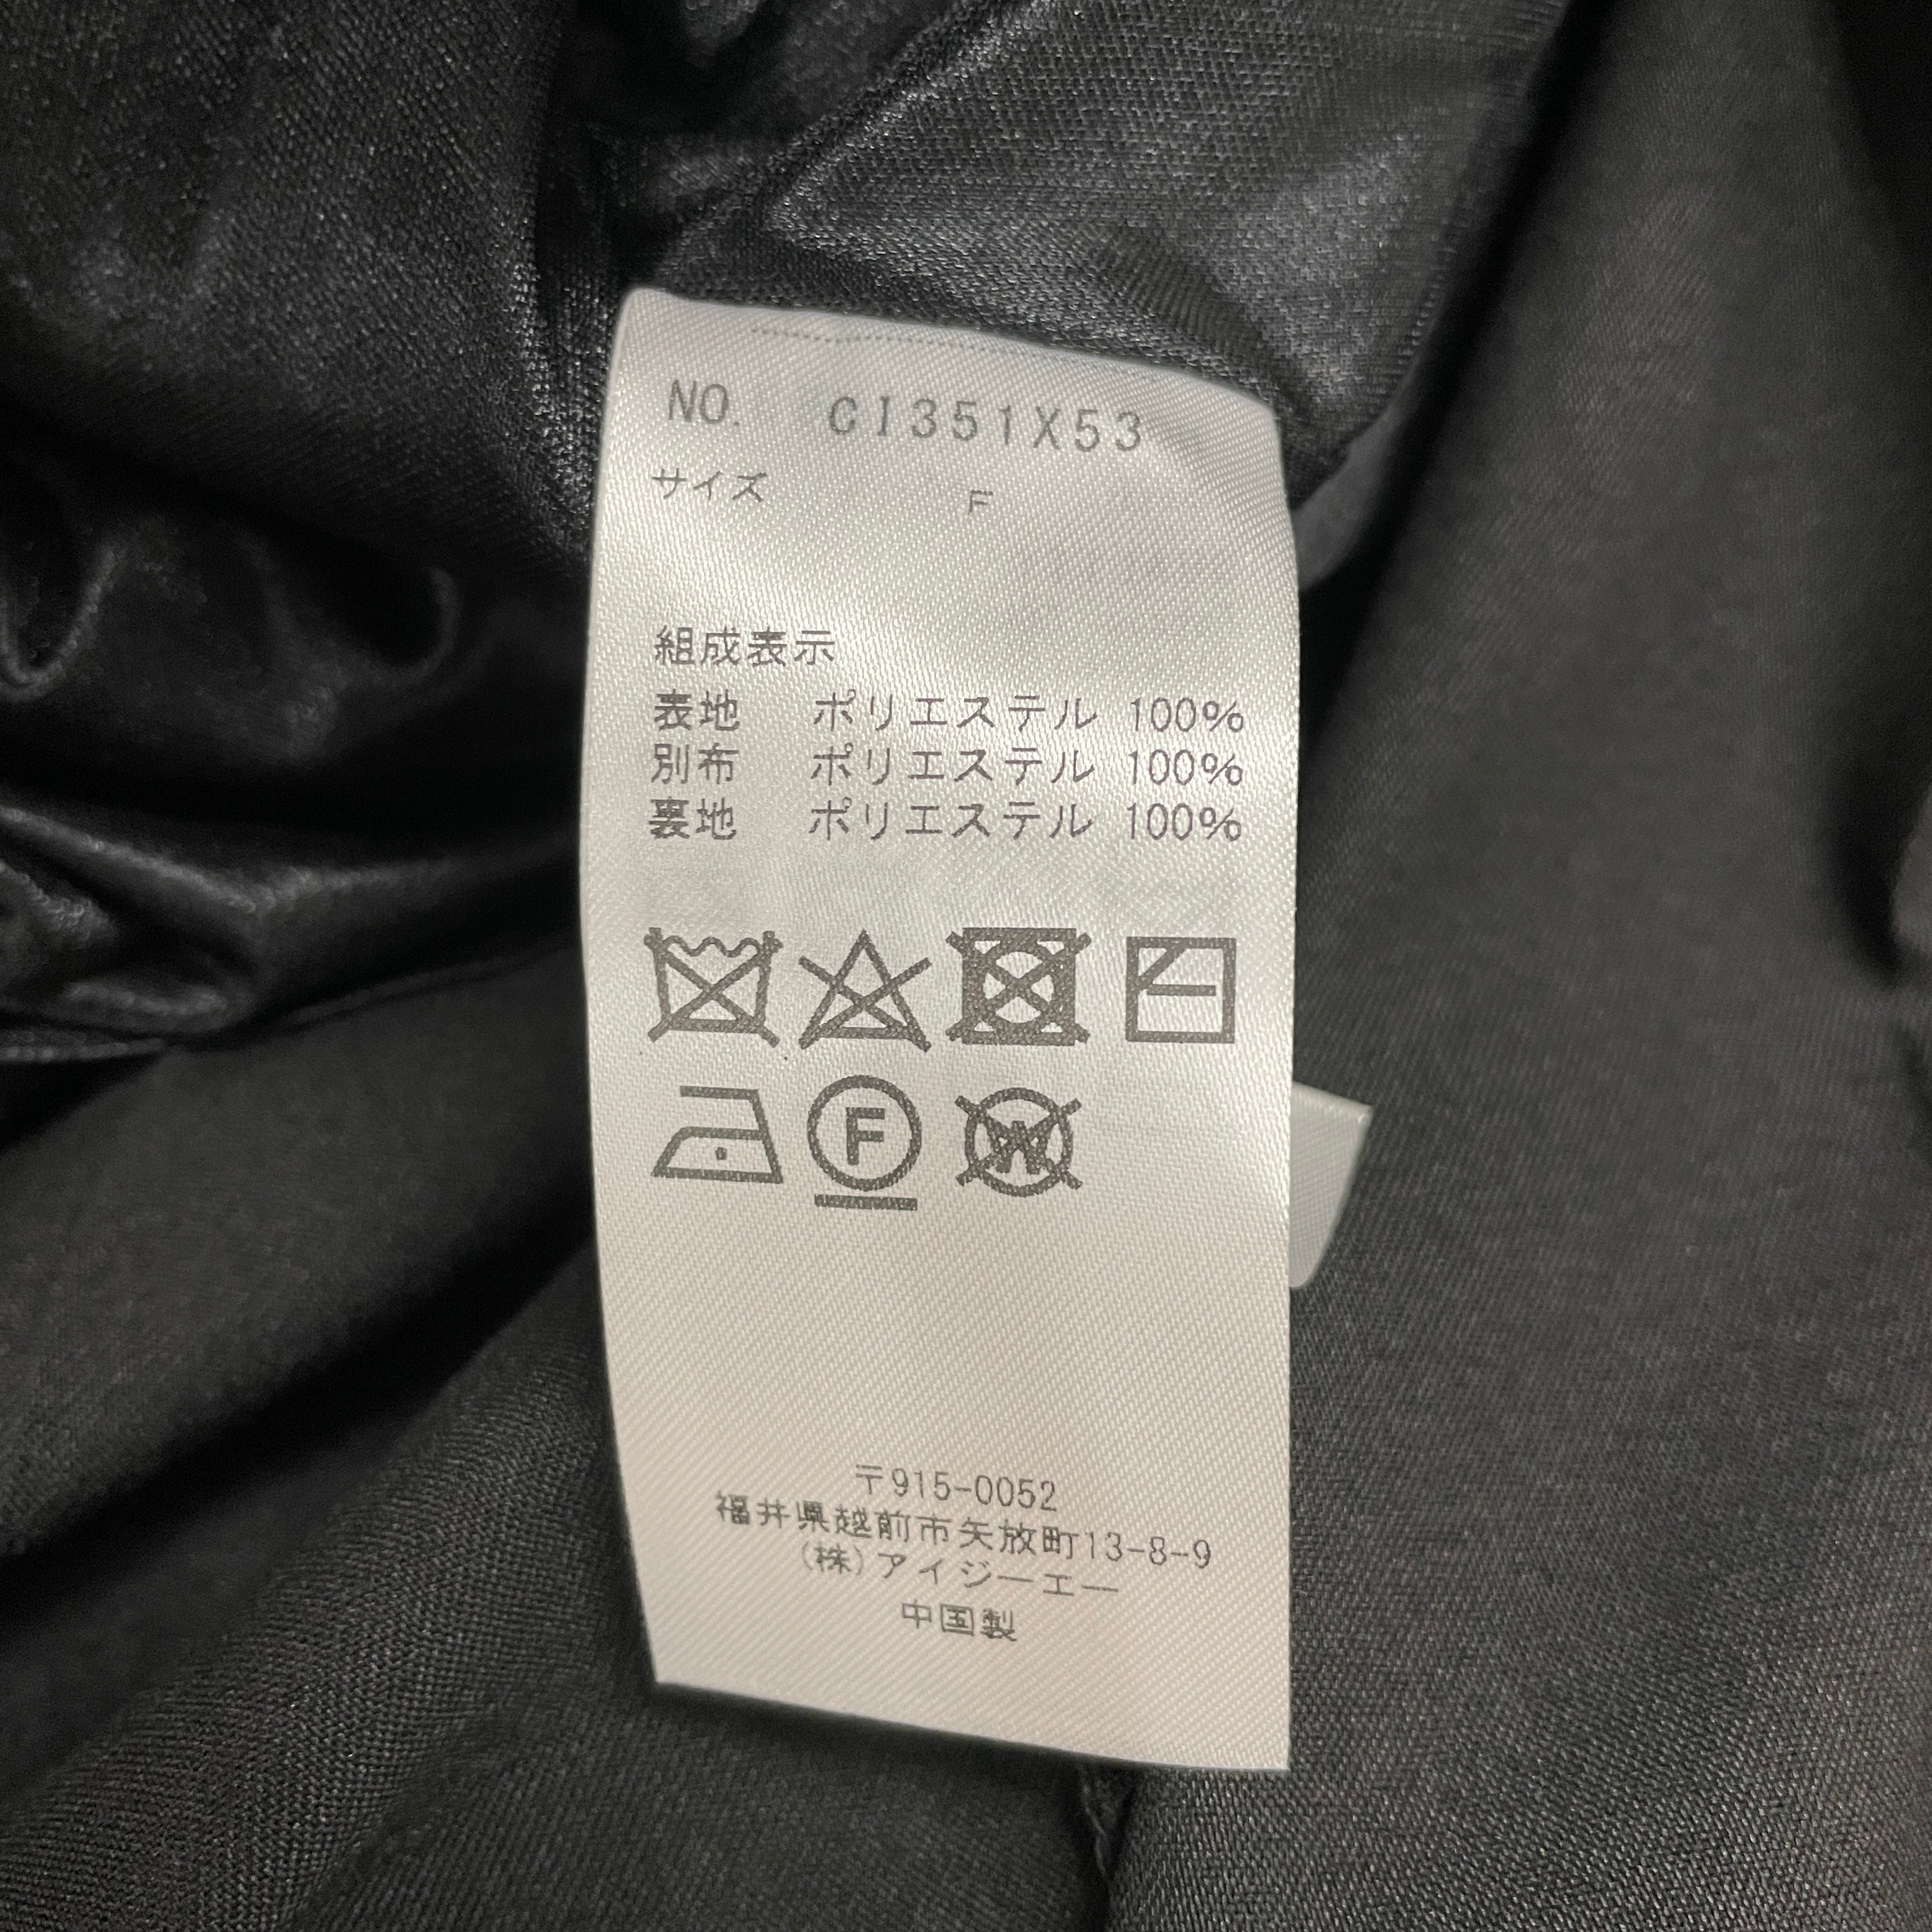 NO. CI351X53
サイズ F
組成表示
表地 ポリエステル 100%
別布 ポリエステル 100%
裏地 ポリエステル 100%
F
W
〒915-0052
福井県越前市矢放町13-8-9
(株)アイジーエー
中国製